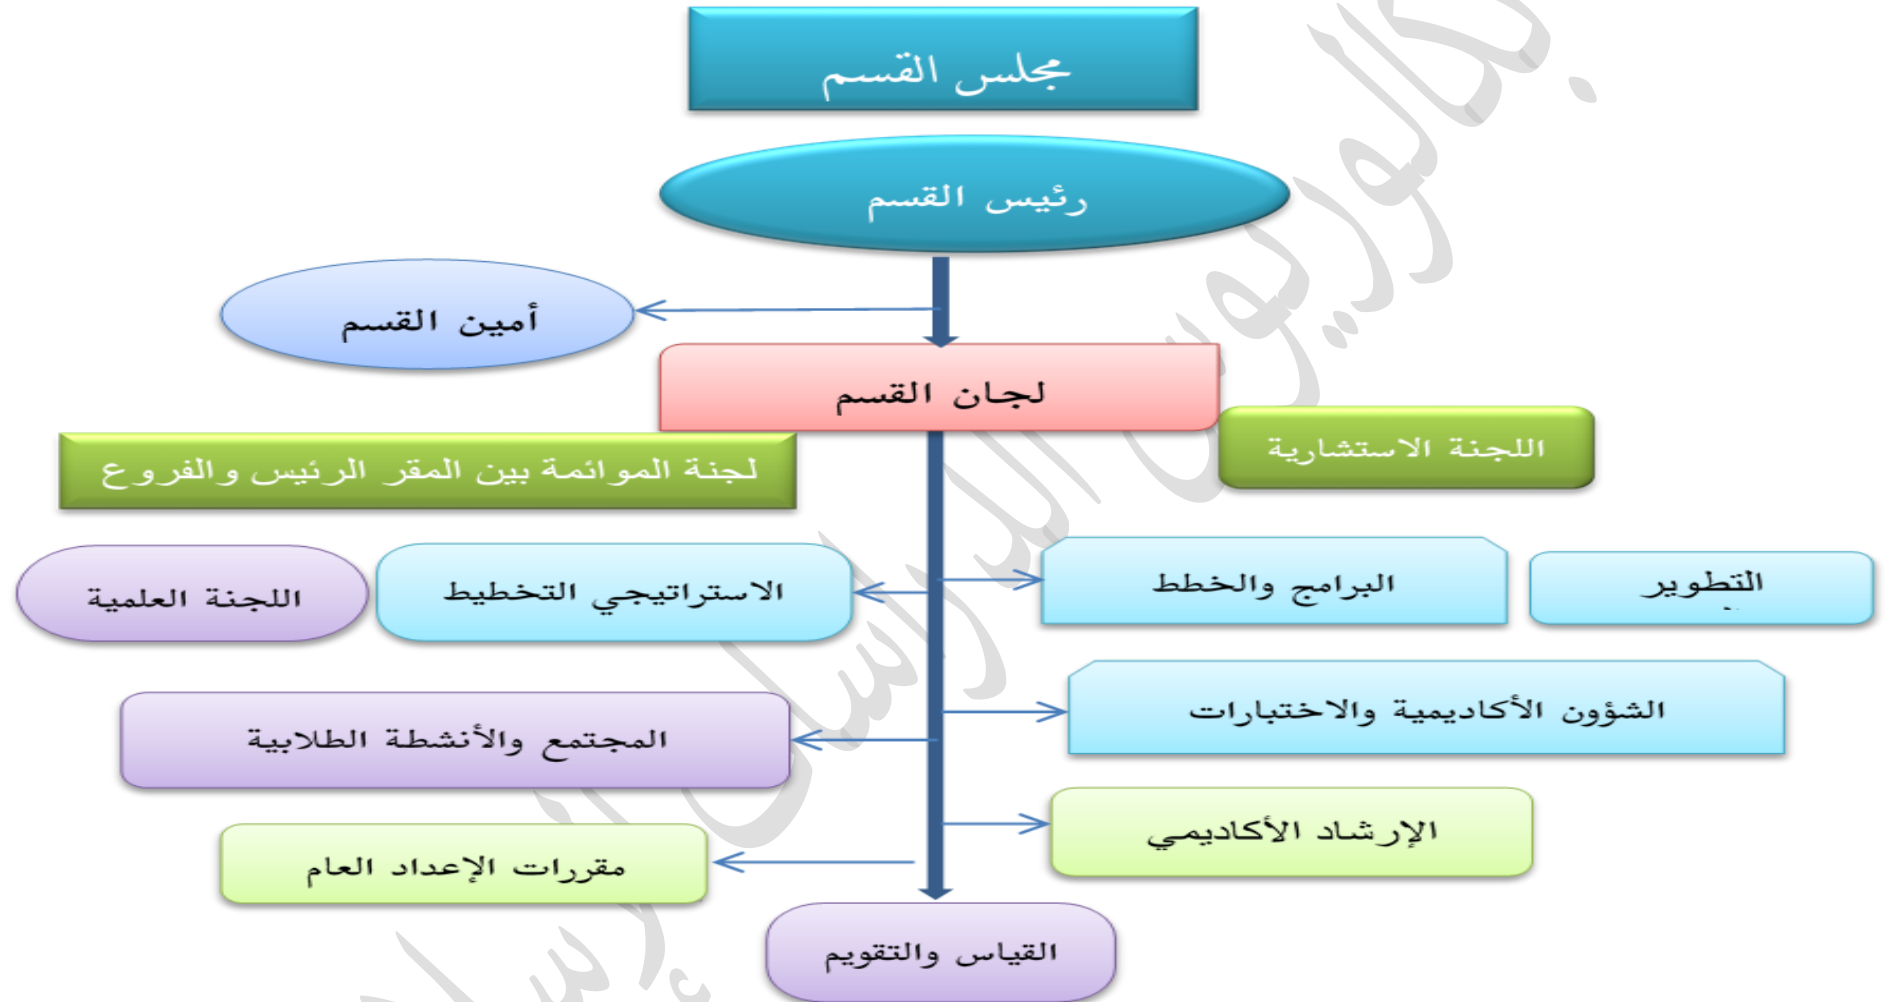 مجلس القسم
رئيس القسم
أمين القسم
لجان القسم
اللجنة الاستشارية
لجنة الموائمة بين المقر الرئيس والفروع
التطوير
البرامج والخطط
الاستراتيجي التخطيط
اللجنة العلمية
الشؤون الأكاديمية والاختبارات
المجتمع والأنشطة الطلابية
الإرشاد الأكاديمي
مقررات الإعداد العام
القياس والتقويم